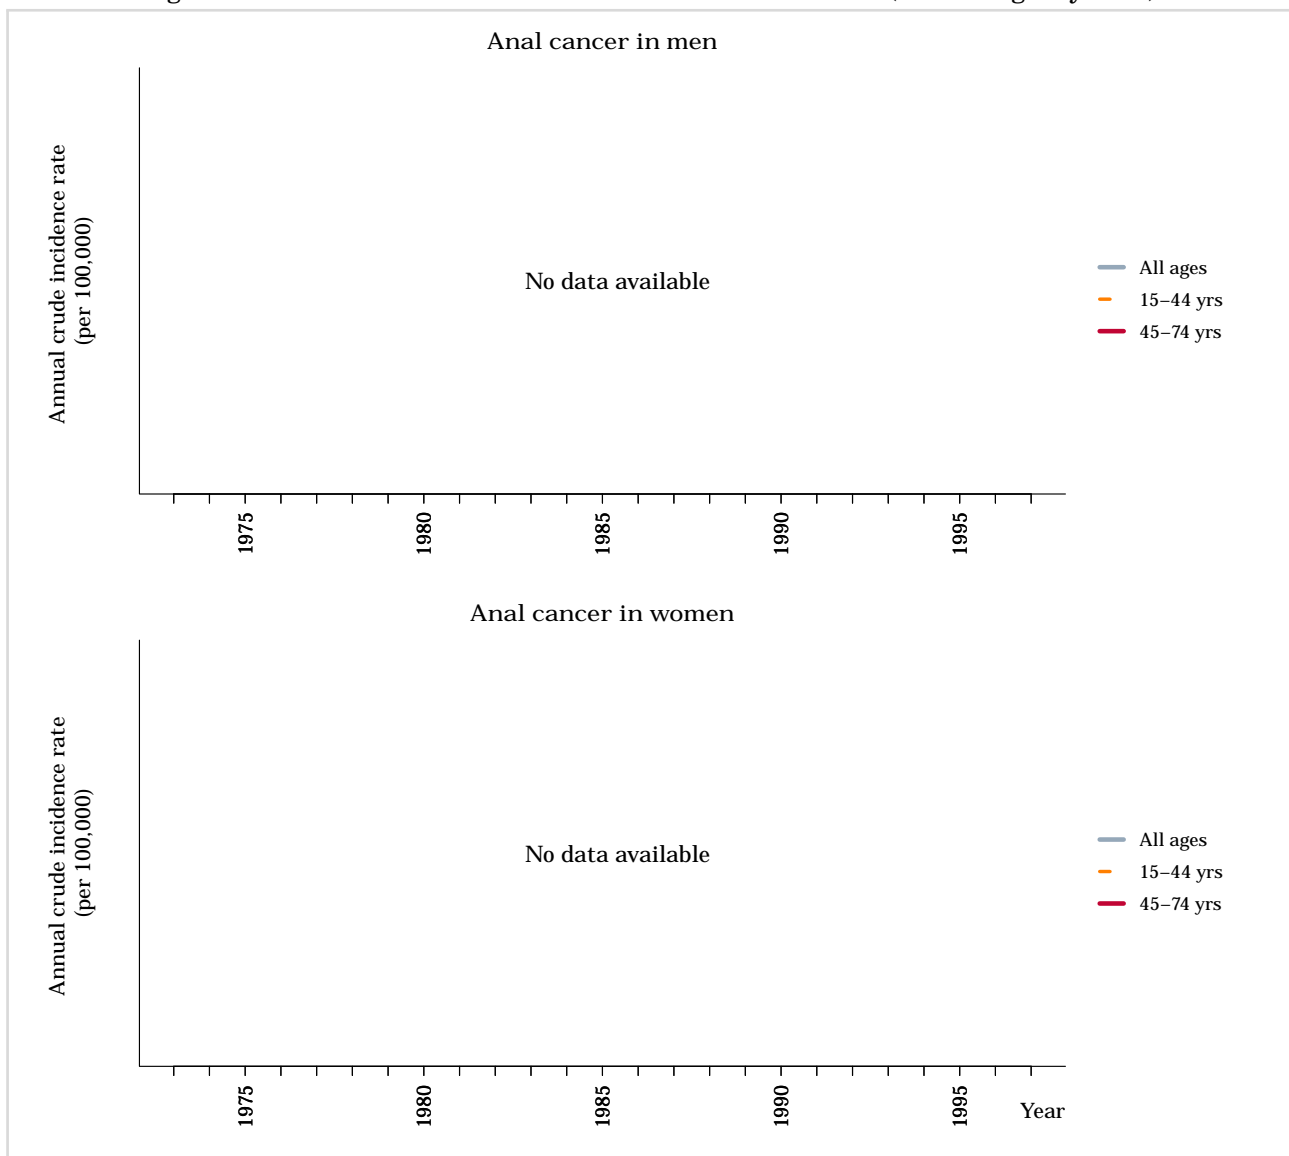 Anal cancer in men
Annual crude incidence rate
(per 100,000)
No data available
All ages
15–44 yrs
45–74 yrs
1975
1980
1985
1990
1995
Anal cancer in women
Annual crude incidence rate
(per 100,000)
No data available
All ages
15–44 yrs
45–74 yrs
1975
1980
1985
1990
1995
Year